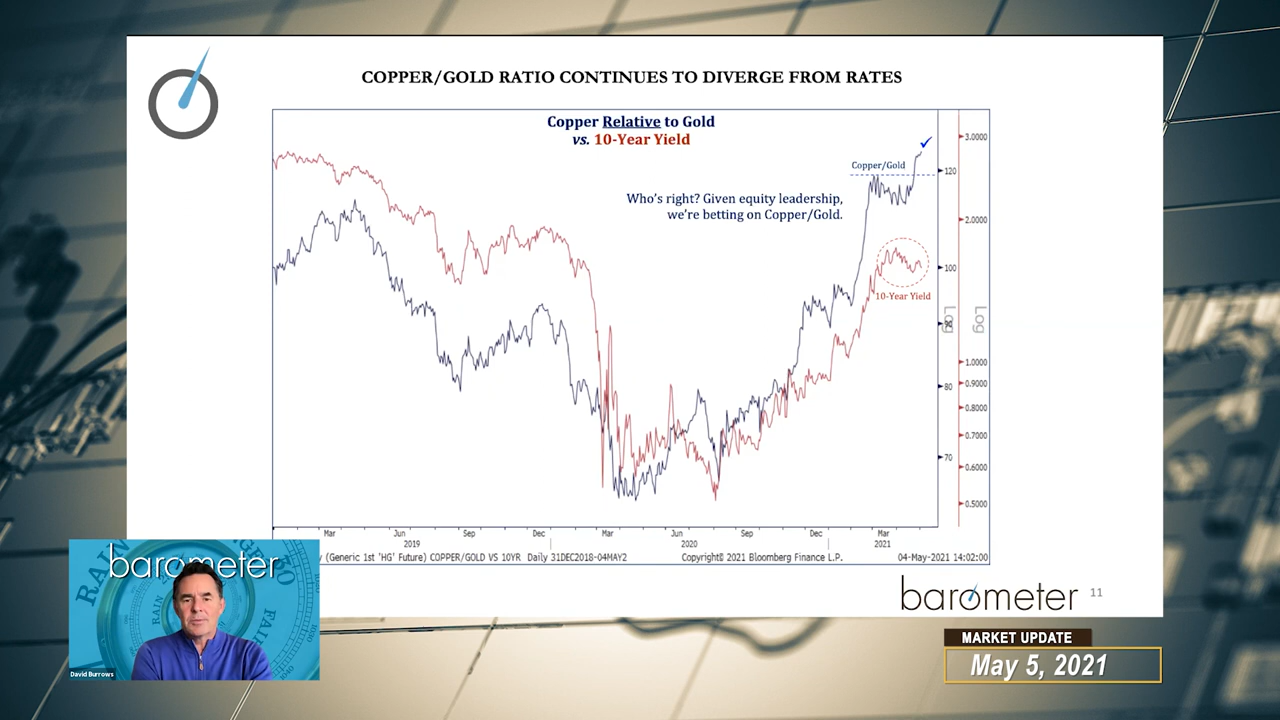 COPPER/GOLD RATIO CONTINUES TO DIVERGE FROM RATES
Copper Relative to Gold
vs. 10-Year Yield
Who's right? Given equity leadership,
we're betting on Copper/Gold.
Copper/Gold
10-Year Yield
3.0000
120
2.0000
100
Log
Log
90
1.0000
0.9000
80
0.8000
0.7000
70
0.6000
0.5000
Mar Jun Sep Dec Mar Jun Sep Dec Mar
2019 2020 2021
(Generic 1st 'HG' Future) COPPER/GOLD VS 10YR Daily 31DEC2018-04MAY2 Copyright© 2021 Bloomberg Finance L.P. 04-May-2021 14:02:00
barometer 11
barometer
RAIN
FAIR
David Burrows
MARKET UPDATE
May 5, 2021